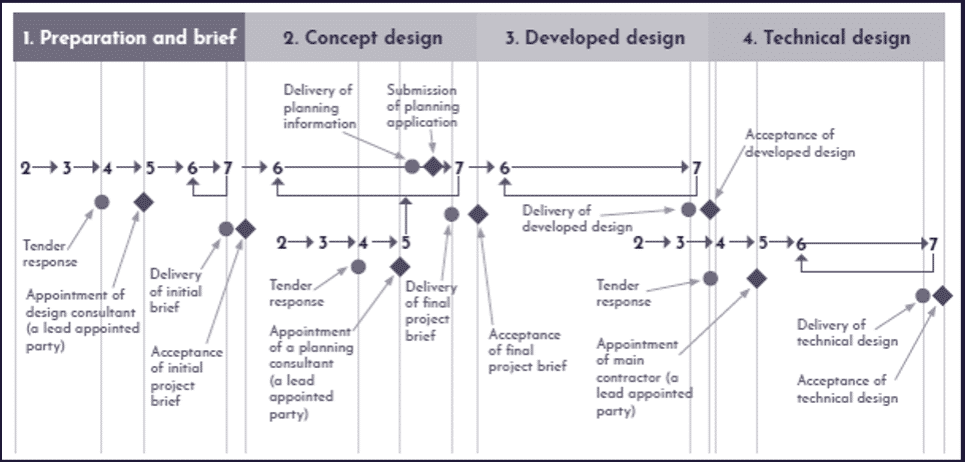 1. Preparation and brief
2. Concept design
3. Developed design
4. Technical design
Delivery of
planning
information
Submission
of planning
application
Acceptance of
developed design
2 3 4 5 6 7 6 7 6 7
Tender
response
Appointment of
design consultant
(a lead appointed
party)
Delivery
of initial
brief
Acceptance
of initial
project
brief
2 3 4 5
Tender
response
Appointment
of a planning
consultant
(a lead
appointed
party)
Delivery
of final
project
brief
Acceptance
of final
project brief
Delivery of
developed design
2 3 4 5 6 7
Tender
response
Appointment
of main
contractor (a
lead appointed
party)
Delivery of
technical design
Acceptance of
technical design